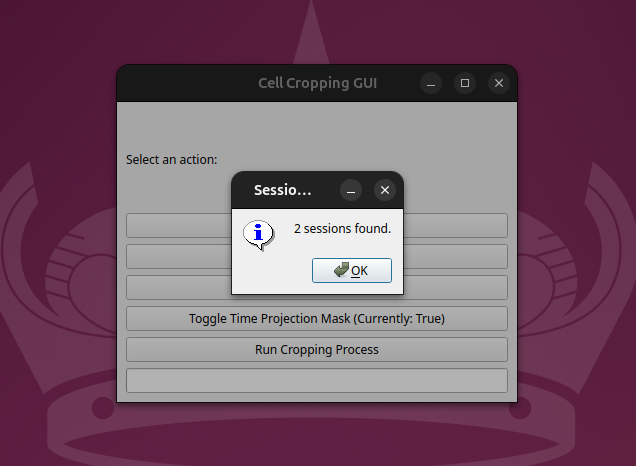 Cell Cropping GUI
Select an action:
Sessio...
2 sessions found.
OK
Toggle Time Projection Mask (Currently: True)
Run Cropping Process